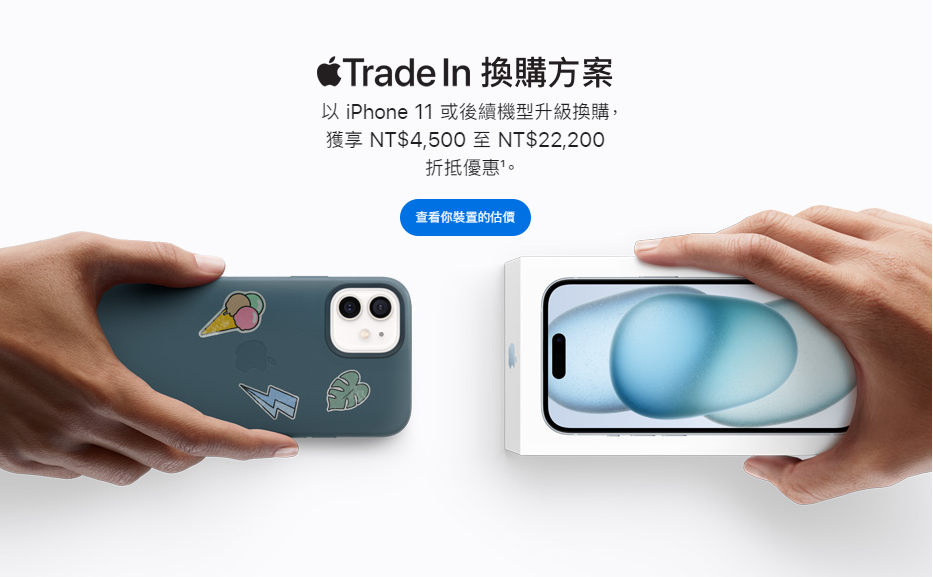 Trade In 換購方案
以 iPhone 11 或後續機型升級換購，
獲享 NT$4,500 至 NT$22,200
折抵優惠¹。
查看你裝置的估價